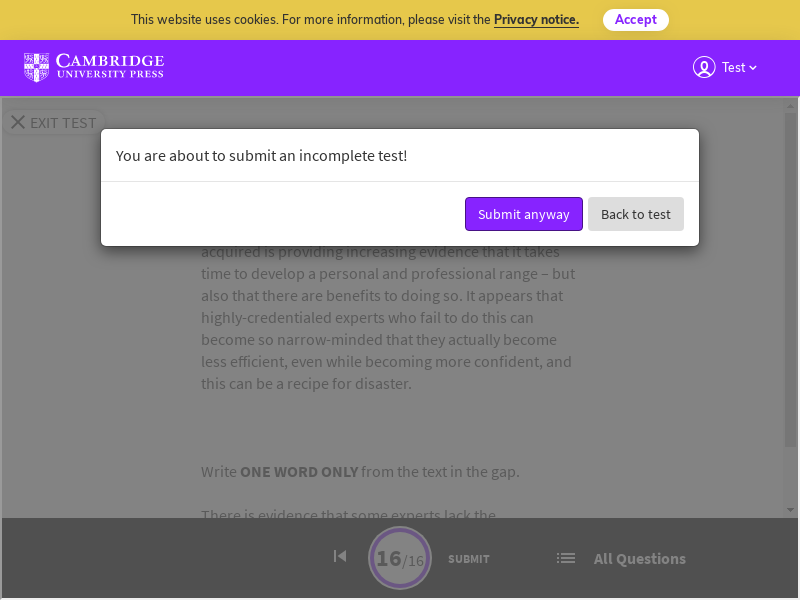 This website uses cookies. For more information, please visit the Privacy notice.
Accept
CAMBRIDGE
UNIVERSITY PRESS
Test
EXIT TEST
You are about to submit an incomplete test!
Submit anyway
Back to test
acquired is providing increasing evidence that it takes
time to develop a personal and professional range – but
also that there are benefits to doing so. It appears that
highly-credentialed experts who fail to do this can
become so narrow-minded that they actually become
less efficient, even while becoming more confident, and
this can be a recipe for disaster.
Write ONE WORD ONLY from the text in the gap.
There is evidence that some experts lack the
16/16
SUBMIT
All Questions